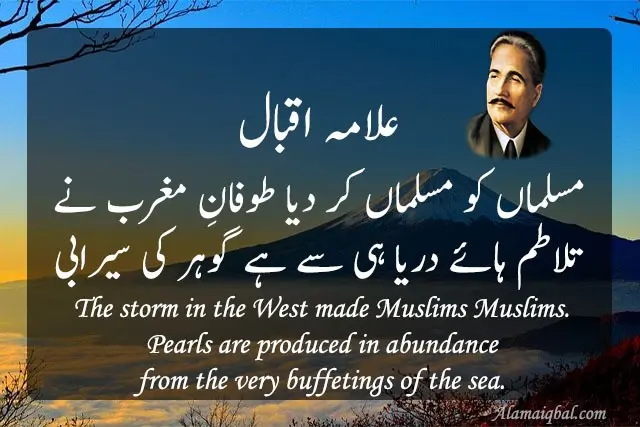 علامہ اقبال
مسلماں کو مسلماں کر دیا طوفانِ مغرب نے
تلاطم ہائے دریا ہی سے ہے گوہر کی سیرابی
The storm in the West made Muslims Muslims.
Pearls are produced in abundance
from the very buffetings of the sea.
Alamaiqbal.com